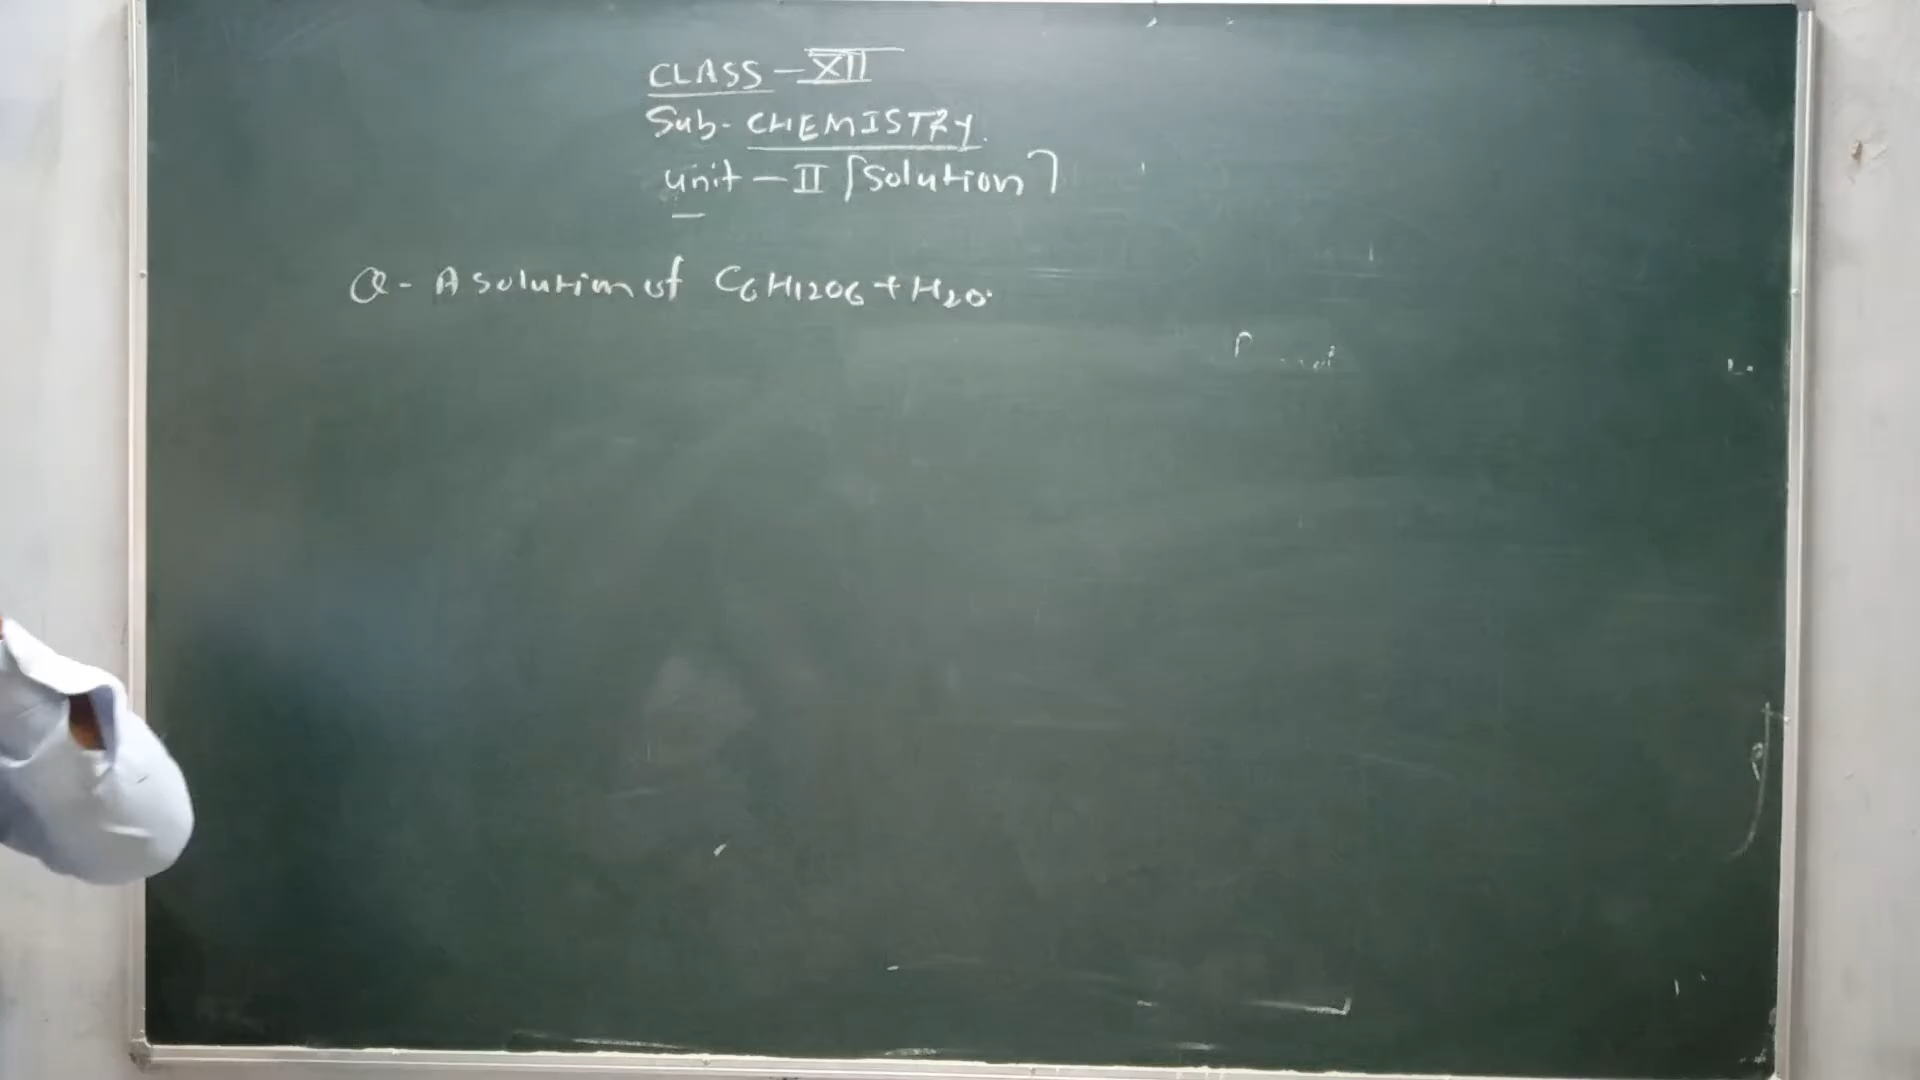 CLASS - XII
Sub- CHEMISTRY.
unit - II [Solution]
Q - A solution of C6H12O6 + H2O.